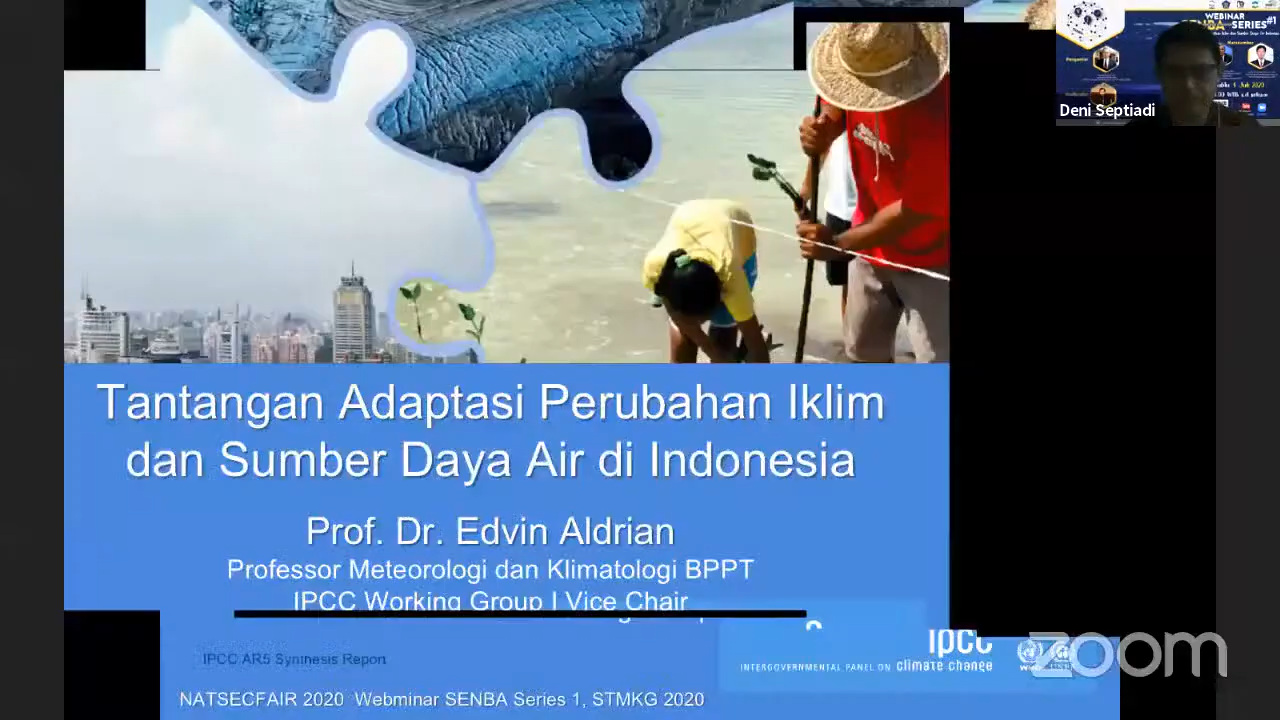 WEBINAR
SERIES#1
Deni Septiadi
Tantangan Adaptasi Perubahan Iklim
dan Sumber Daya Air di Indonesia
Prof. Dr. Edvin Aldrian
Professor Meteorologi dan Klimatologi BPPT
IPCC Working Group I Vice Chair
IPCC AR5 Synthesis Report
ipcc
INTERGOVERNMENTAL PANEL ON climate change
zoom
NATSECFAIR 2020 Webminar SENBA Series 1, STMKG 2020